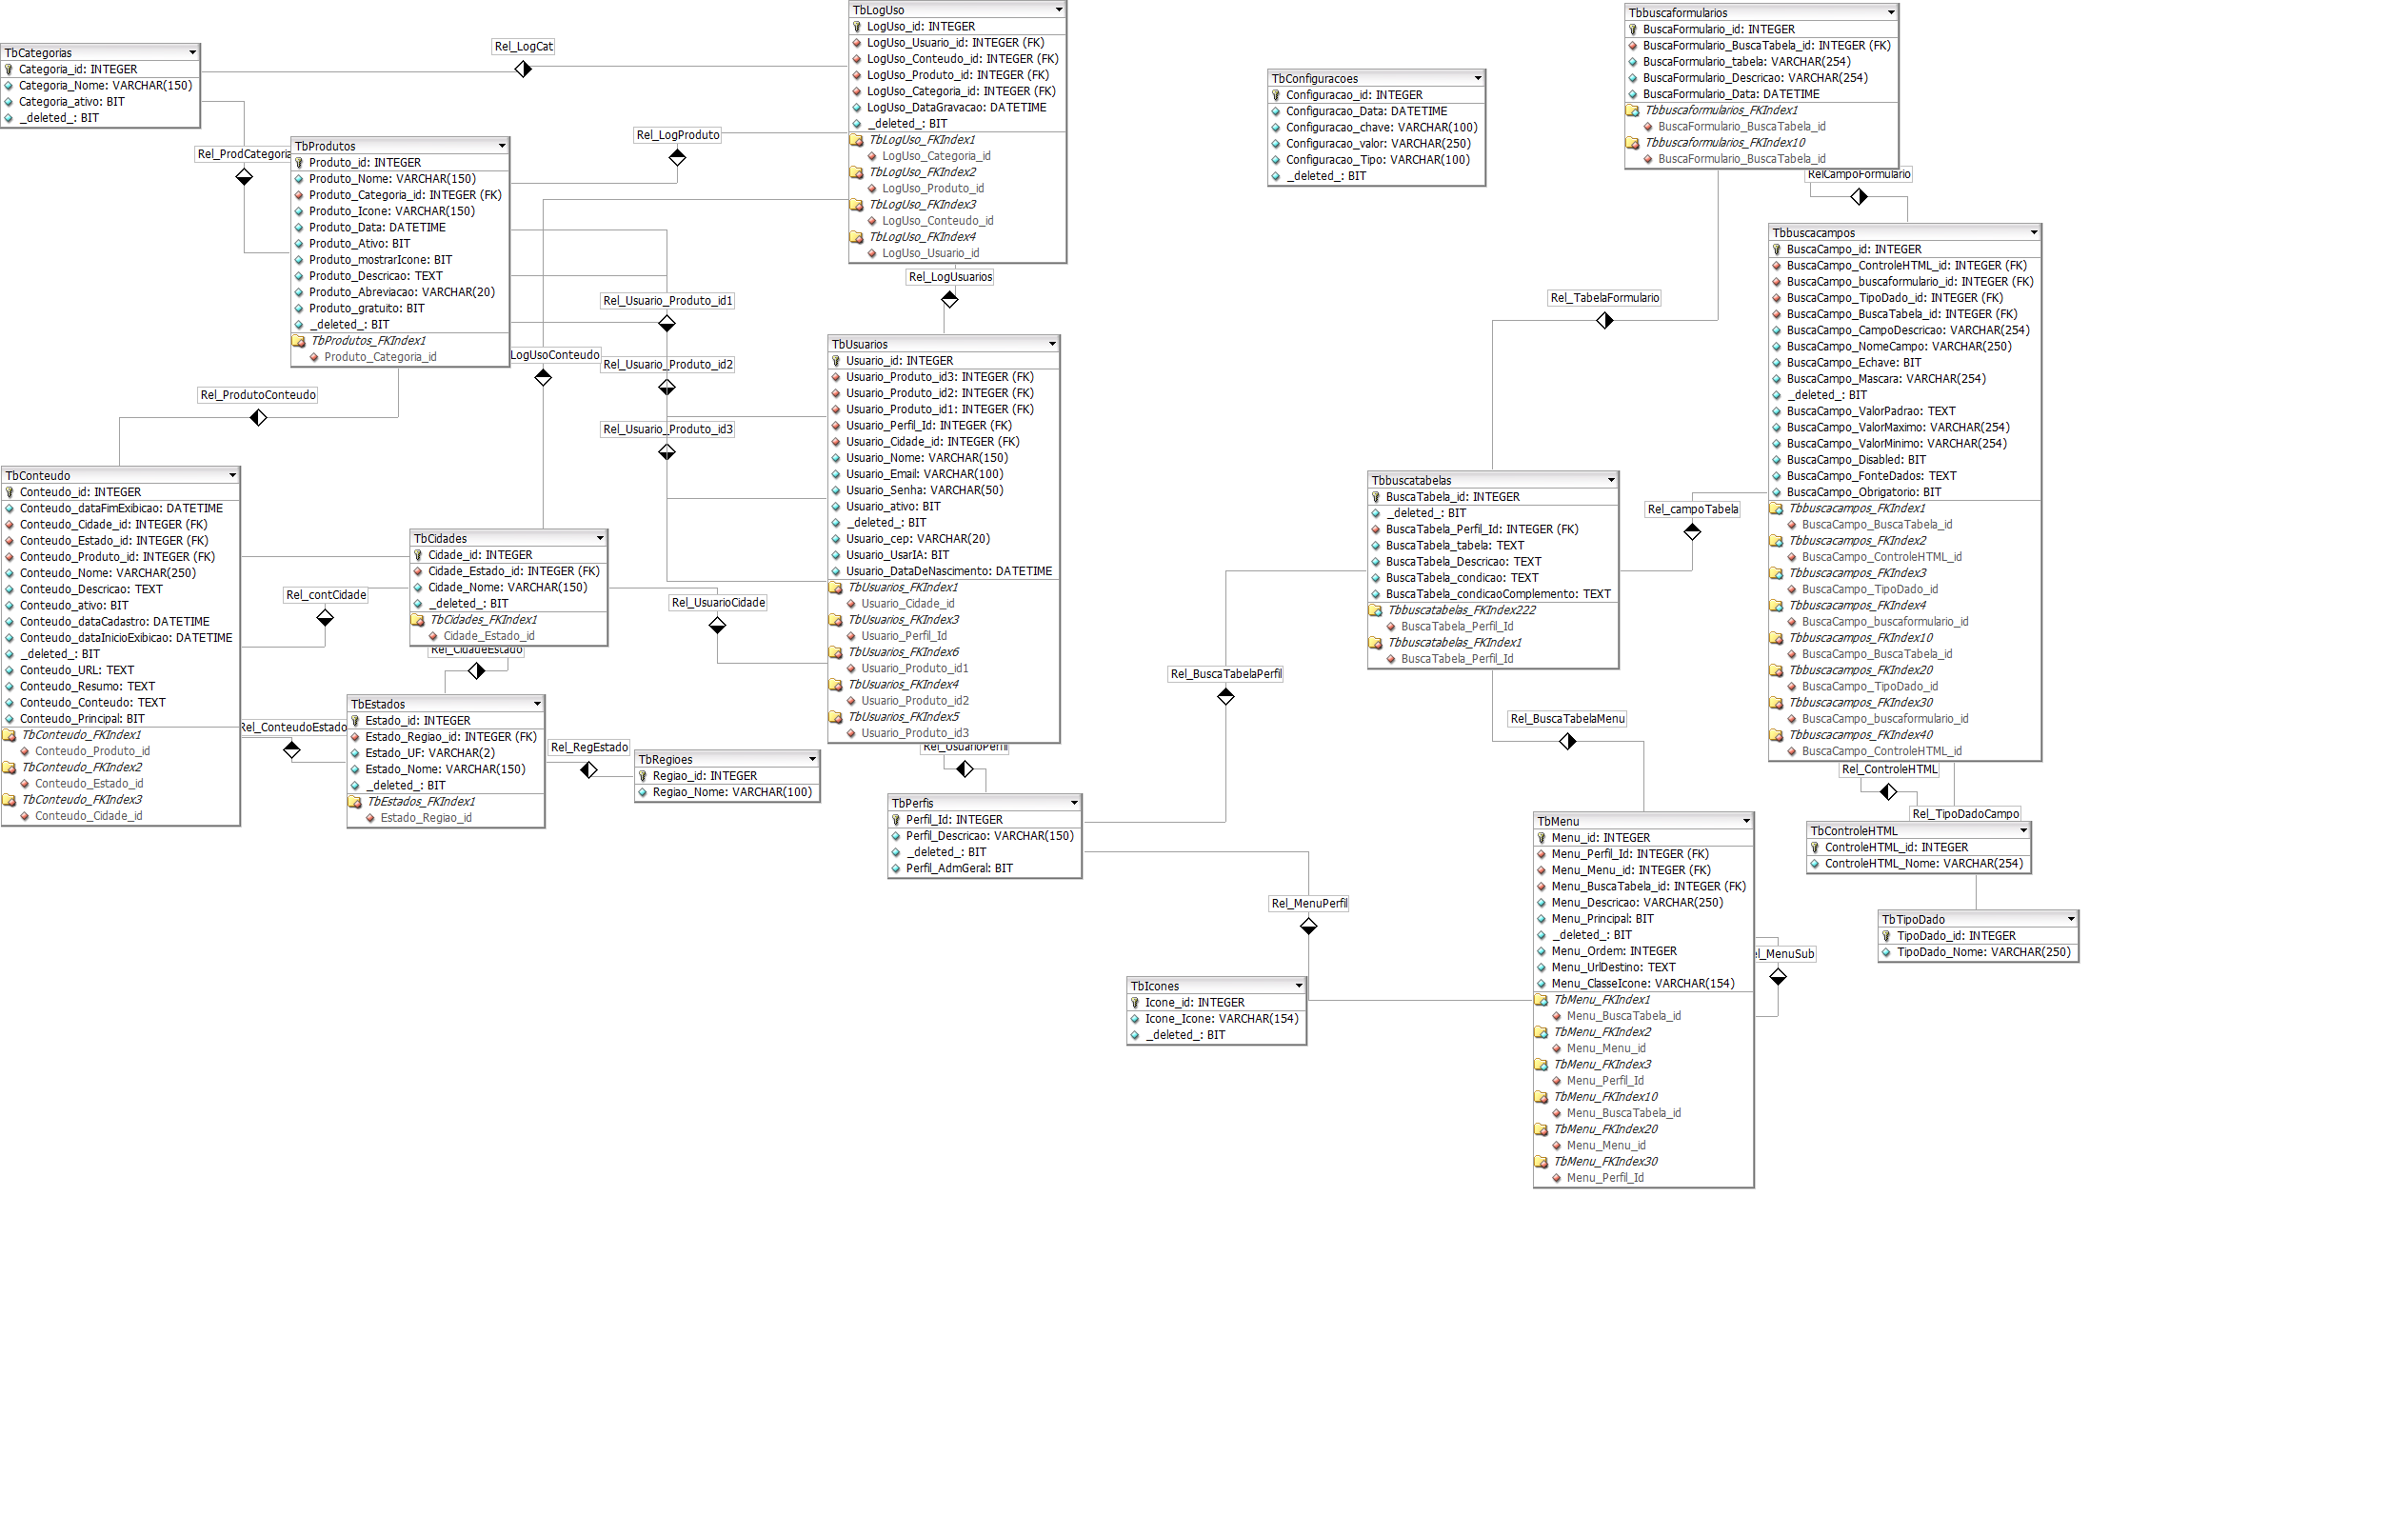 TbCategorias
Categoria_id: INTEGER
Categoria_Nome: VARCHAR(150)
Categoria_ativo: BIT
_deleted_: BIT
Rel_LogCat
Rel_ProdCategoria
TbProdutos
Produto_id: INTEGER
Produto_Nome: VARCHAR(150)
Produto_Categoria_id: INTEGER (FK)
Produto_Icone: VARCHAR(150)
Produto_Data: DATETIME
Produto_Ativo: BIT
Produto_mostrarIcone: BIT
Produto_Descricao: TEXT
Produto_Abreviacao: VARCHAR(20)
Produto_gratuito: BIT
_deleted_: BIT
TbProdutos_FKIndex1
Produto_Categoria_id
Rel_LogProduto
TbLogUso
LogUso_id: INTEGER
LogUso_Usuario_id: INTEGER (FK)
LogUso_Conteudo_id: INTEGER (FK)
LogUso_Produto_id: INTEGER (FK)
LogUso_Categoria_id: INTEGER (FK)
LogUso_DataGravacao: DATETIME
_deleted_: BIT
TbLogUso_FKIndex1
LogUso_Categoria_id
TbLogUso_FKIndex2
LogUso_Produto_id
TbLogUso_FKIndex3
LogUso_Conteudo_id
TbLogUso_FKIndex4
LogUso_Usuario_id
Rel_LogUsuarios
Rel_Usuario_Produto_id1
LogUsoConteudo
Rel_Usuario_Produto_id2
Rel_Usuario_Produto_id3
Rel_ProdutoConteudo
TbUsuarios
Usuario_id: INTEGER
Usuario_Produto_id3: INTEGER (FK)
Usuario_Produto_id2: INTEGER (FK)
Usuario_Produto_id1: INTEGER (FK)
Usuario_Perfil_Id: INTEGER (FK)
Usuario_Cidade_id: INTEGER (FK)
Usuario_Nome: VARCHAR(150)
Usuario_Email: VARCHAR(100)
Usuario_Senha: VARCHAR(50)
Usuario_ativo: BIT
_deleted_: BIT
Usuario_cep: VARCHAR(20)
Usuario_UsarIA: BIT
Usuario_DataDeNascimento: DATETIME
TbUsuarios_FKIndex1
Usuario_Cidade_id
TbUsuarios_FKIndex3
Usuario_Perfil_Id
TbUsuarios_FKIndex6
Usuario_Produto_id1
TbUsuarios_FKIndex4
Usuario_Produto_id2
TbUsuarios_FKIndex5
Usuario_Produto_id3
Rel_UsuarioPerfil
TbConteudo
Conteudo_id: INTEGER
Conteudo_dataFimExibicao: DATETIME
Conteudo_Cidade_id: INTEGER (FK)
Conteudo_Estado_id: INTEGER (FK)
Conteudo_Produto_id: INTEGER (FK)
Conteudo_Nome: VARCHAR(250)
Conteudo_Descricao: TEXT
Conteudo_ativo: BIT
Conteudo_dataCadastro: DATETIME
Conteudo_dataInicioExibicao: DATETIME
_deleted_: BIT
Conteudo_URL: TEXT
Conteudo_Resumo: TEXT
Conteudo_Conteudo: TEXT
Conteudo_Principal: BIT
TbConteudo_FKIndex1
Conteudo_Produto_id
TbConteudo_FKIndex2
Conteudo_Estado_id
TbConteudo_FKIndex3
Conteudo_Cidade_id
Rel_contCidade
TbCidades
Cidade_id: INTEGER
Cidade_Estado_id: INTEGER (FK)
Cidade_Nome: VARCHAR(150)
_deleted_: BIT
TbCidades_FKIndex1
Cidade_Estado_id
Rel_UsuarioCidade
Rel_CidadeEstado
Rel_ConteudoEstado
TbEstados
Estado_id: INTEGER
Estado_Regiao_id: INTEGER (FK)
Estado_UF: VARCHAR(2)
Estado_Nome: VARCHAR(150)
_deleted_: BIT
TbEstados_FKIndex1
Estado_Regiao_id
Rel_RegEstado
TbRegioes
Regiao_id: INTEGER
Regiao_Nome: VARCHAR(100)
TbPerfis
Perfil_Id: INTEGER
Perfil_Descricao: VARCHAR(150)
_deleted_: BIT
Perfil_AdmGeral: BIT
TbConfiguracoes
Configuracao_id: INTEGER
Configuracao_Data: DATETIME
Configuracao_chave: VARCHAR(100)
Configuracao_valor: VARCHAR(250)
Configuracao_Tipo: VARCHAR(100)
_deleted_: BIT
Tbbuscaformularios
BuscaFormulario_id: INTEGER
BuscaFormulario_BuscaTabela_id: INTEGER (FK)
BuscaFormulario_tabela: VARCHAR(254)
BuscaFormulario_Descricao: VARCHAR(254)
BuscaFormulario_Data: DATETIME
Tbbuscaformularios_FKIndex1
BuscaFormulario_BuscaTabela_id
Tbbuscaformularios_FKIndex10
BuscaFormulario_BuscaTabela_id
RelCampoFormulario
Rel_TabelaFormulario
Tbbuscacampos
BuscaCampo_id: INTEGER
BuscaCampo_ControleHTML_id: INTEGER (FK)
BuscaCampo_buscaformulario_id: INTEGER (FK)
BuscaCampo_TipoDado_id: INTEGER (FK)
BuscaCampo_BuscaTabela_id: INTEGER (FK)
BuscaCampo_CampoDescricao: VARCHAR(254)
BuscaCampo_NomeCampo: VARCHAR(250)
BuscaCampo_Echave: BIT
BuscaCampo_Mascara: VARCHAR(254)
_deleted_: BIT
BuscaCampo_ValorPadrao: TEXT
BuscaCampo_ValorMaximo: VARCHAR(254)
BuscaCampo_ValorMinimo: VARCHAR(254)
BuscaCampo_Disabled: BIT
BuscaCampo_FonteDados: TEXT
BuscaCampo_Obrigatorio: BIT
Tbbuscacampos_FKIndex1
BuscaCampo_BuscaTabela_id
Tbbuscacampos_FKIndex2
BuscaCampo_ControleHTML_id
Tbbuscacampos_FKIndex3
BuscaCampo_TipoDado_id
Tbbuscacampos_FKIndex4
BuscaCampo_buscaformulario_id
Tbbuscacampos_FKIndex10
BuscaCampo_BuscaTabela_id
Tbbuscacampos_FKIndex20
BuscaCampo_TipoDado_id
Tbbuscacampos_FKIndex30
BuscaCampo_buscaformulario_id
Tbbuscacampos_FKIndex40
BuscaCampo_ControleHTML_id
Tbbuscatabelas
BuscaTabela_id: INTEGER
_deleted_: BIT
BuscaTabela_Perfil_Id: INTEGER (FK)
BuscaTabela_tabela: TEXT
BuscaTabela_Descricao: TEXT
BuscaTabela_condicao: TEXT
BuscaTabela_condicaoComplemento: TEXT
Tbbuscatabelas_FKIndex222
BuscaTabela_Perfil_Id
Tbbuscatabelas_FKIndex1
BuscaTabela_Perfil_Id
Rel_campoTabela
Rel_BuscaTabelaPerfil
Rel_BuscaTabelaMenu
Rel_ControleHTML
Rel_TipoDadoCampo
TbControleHTML
ControleHTML_id: INTEGER
ControleHTML_Nome: VARCHAR(254)
TbTipoDado
TipoDado_id: INTEGER
TipoDado_Nome: VARCHAR(250)
Rel_MenuPerfil
TbMenu
Menu_id: INTEGER
Menu_Perfil_Id: INTEGER (FK)
Menu_Menu_id: INTEGER (FK)
Menu_BuscaTabela_id: INTEGER (FK)
Menu_Descricao: VARCHAR(250)
Menu_Principal: BIT
_deleted_: BIT
Menu_Ordem: INTEGER
Menu_UrlDestino: TEXT
Menu_ClasseIcone: VARCHAR(154)
TbMenu_FKIndex1
Menu_BuscaTabela_id
TbMenu_FKIndex2
Menu_Menu_id
TbMenu_FKIndex3
Menu_Perfil_Id
TbMenu_FKIndex10
Menu_BuscaTabela_id
TbMenu_FKIndex20
Menu_Menu_id
TbMenu_FKIndex30
Menu_Perfil_Id
el_MenuSub
TbIcones
Icone_id: INTEGER
Icone_Icone: VARCHAR(154)
_deleted_: BIT